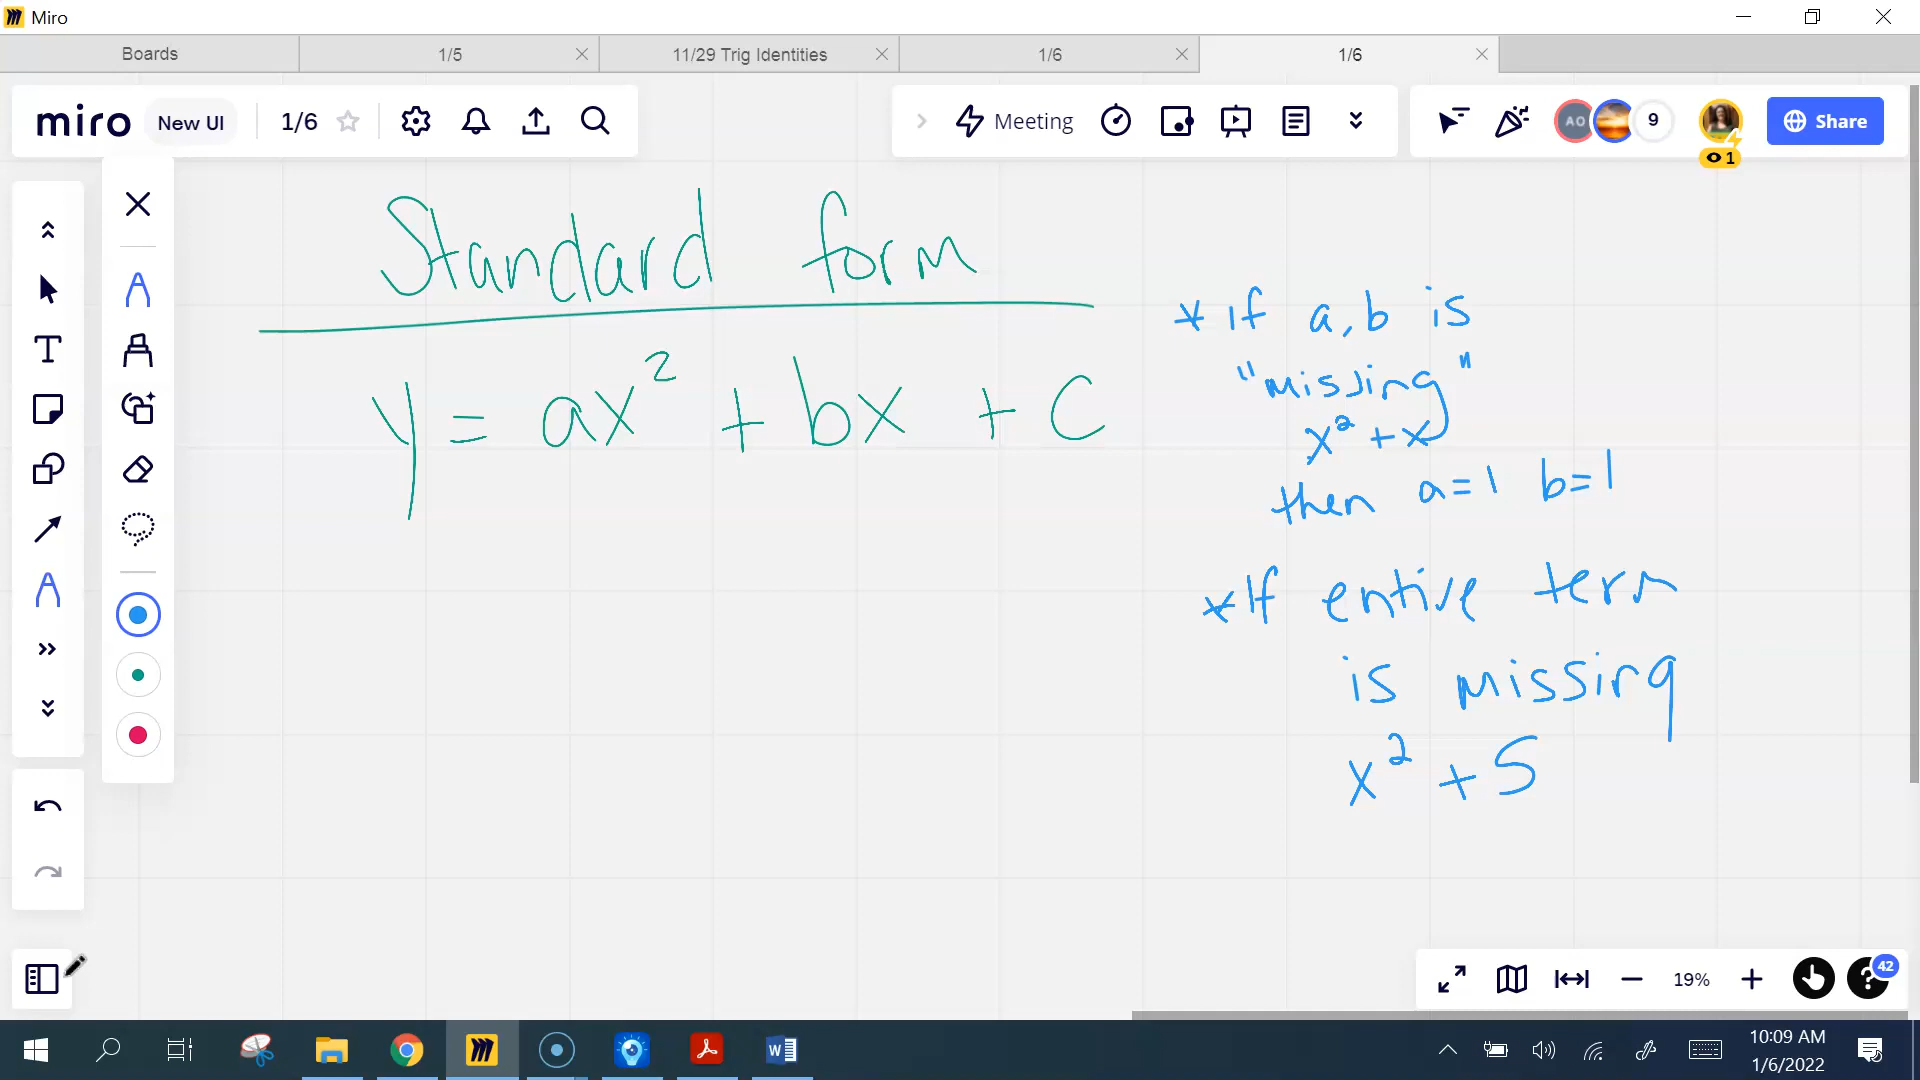 Miro
Boards
1/5
11/29 Trig Identities
1/6
1/6
miro
New UI
1/6
Meeting
AO
9
Share
1
Standard form
y = ax² + bx + c
* If a, b is
"missing"
x² + x
then a=1 b=1
* If entire term
is missing
x² + 5
19%
42
10:09 AM
1/6/2022